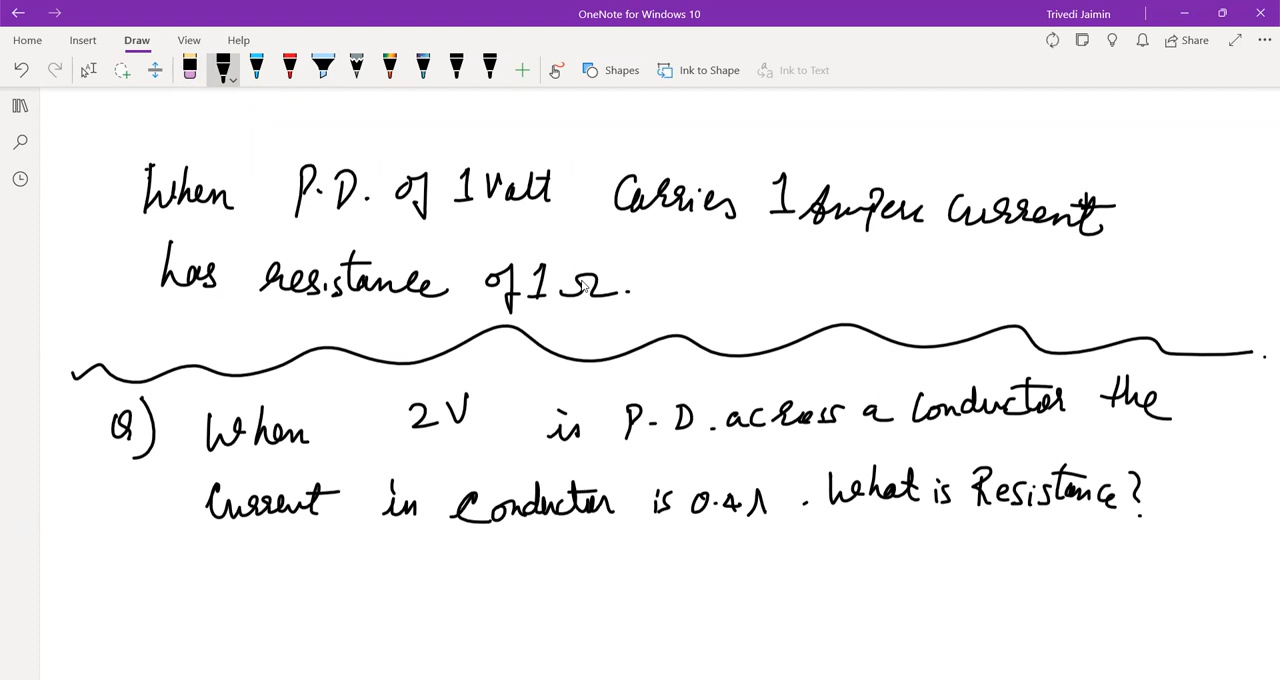 OneNote for Windows 10
Trivedi Jaimin
Home Insert Draw View Help
Share
Shapes Ink to Shape Ink to Text
When P.D. of 1 Volt Carries 1 Ampere Current
has resistance of 1 Ω.
Q) When 2V is P.D. across a conductor the
Current in Conductor is 0.4A. What is Resistance?